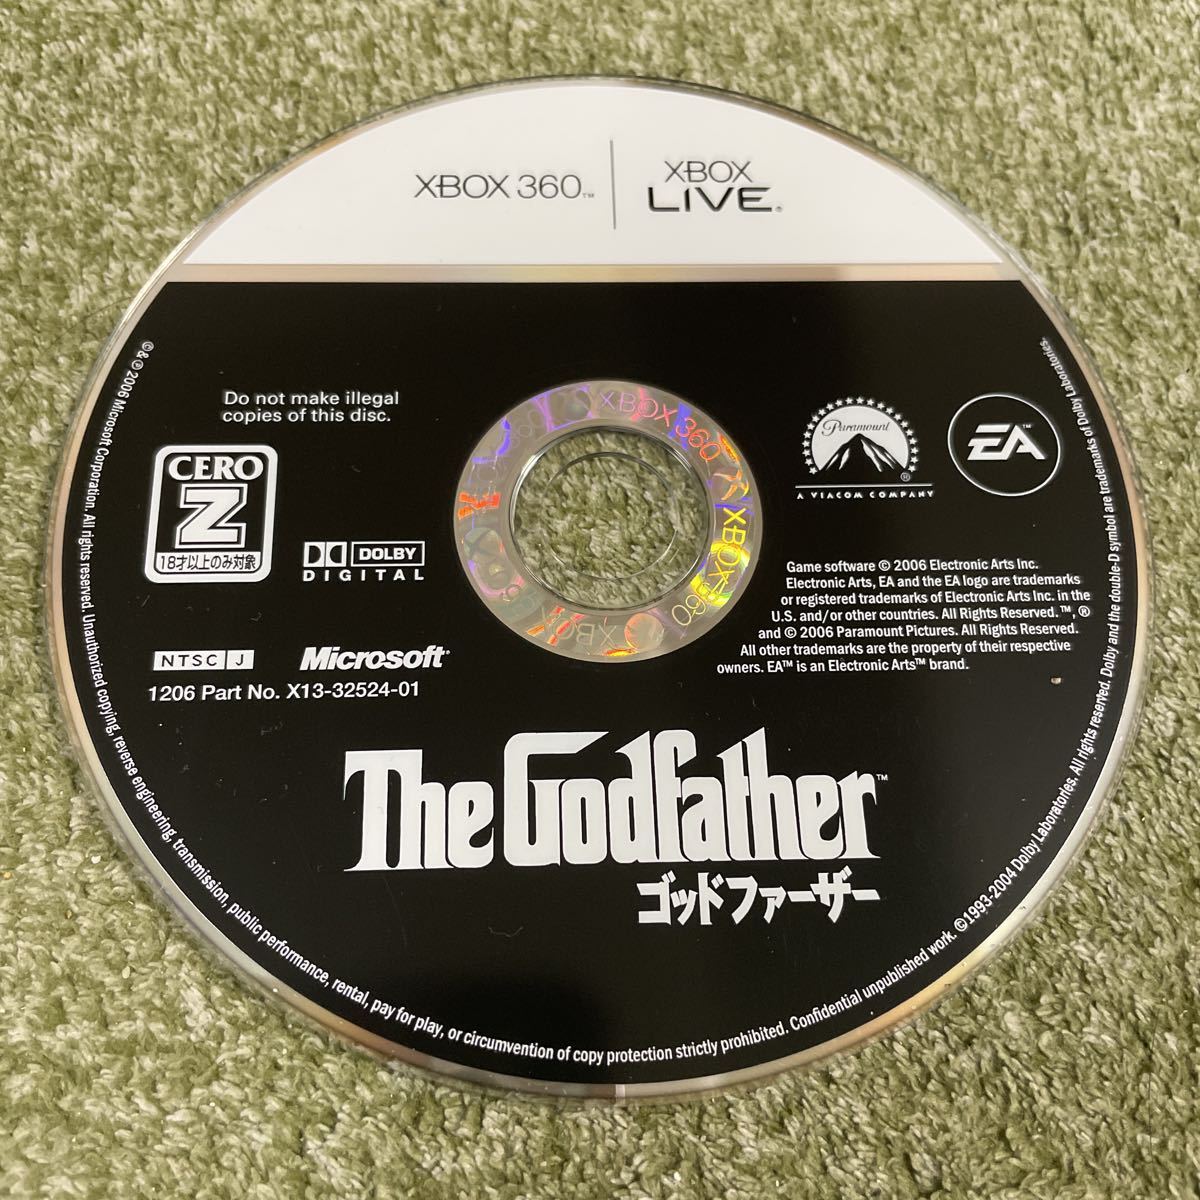 XBOX 360™
XBOX
LIVE®
Do not make illegal
copies of this disc.
CERO
Z
18才以上のみ対象
DOLBY
DIGITAL
NTSC J
Microsoft®
1206 Part No. X13-32524-01
XBOX 360
XBOX 360
XBOX
Paramount®
A VIACOM COMPANY
EA™
Game software © 2006 Electronic Arts Inc.
Electronic Arts, EA and the EA logo are trademarks
or registered trademarks of Electronic Arts Inc. in the
U.S. and/or other countries. All Rights Reserved. ™, ®
and © 2006 Paramount Pictures. All Rights Reserved.
All other trademarks are the property of their respective
owners. EA™ is an Electronic Arts™ brand.
The Godfather™
ゴッドファーザー
©&℗ 2006 Microsoft Corporation. All rights reserved. Unauthorized copying, reverse engineering, transmission, public performance, rental, pay for play, or circumvention of copy protection strictly prohibited. Confidential unpublished work. ©1993-2004 Dolby Laboratories. All rights reserved. Dolby and the double-D symbol are trademarks of Dolby Laboratories.